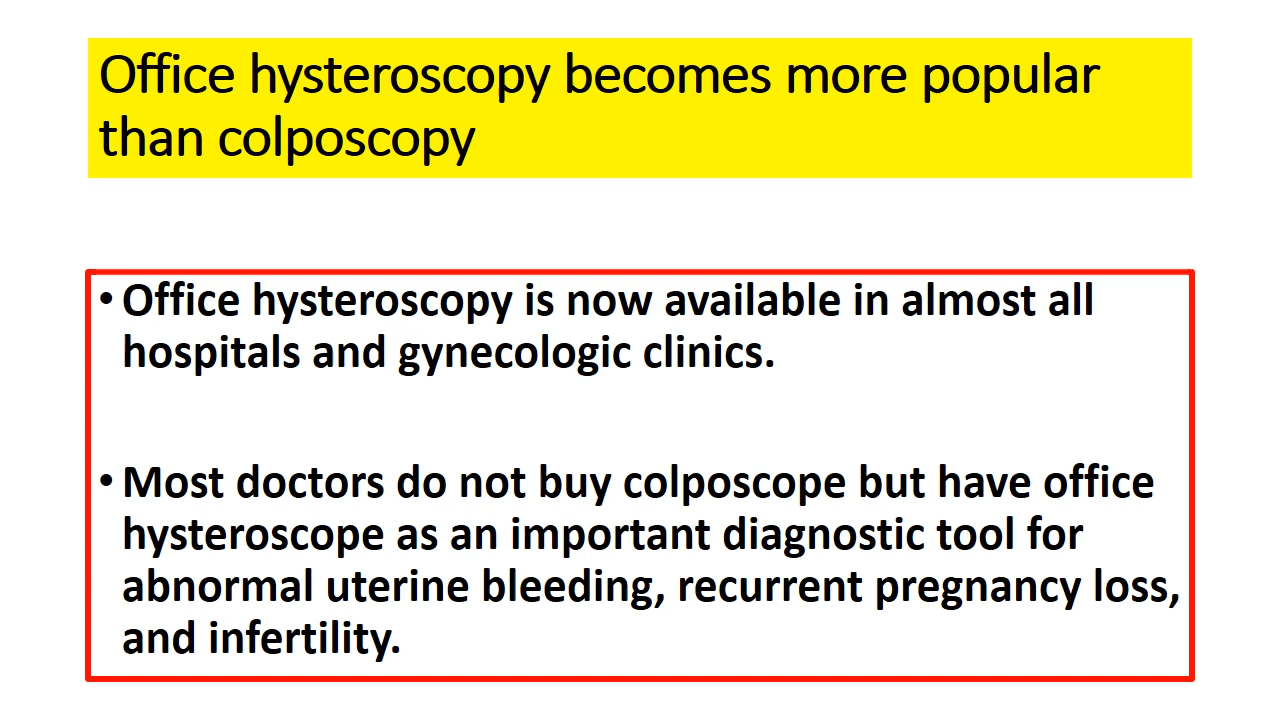 Office hysteroscopy becomes more popular
than colposcopy
• Office hysteroscopy is now available in almost all
hospitals and gynecologic clinics.
• Most doctors do not buy colposcope but have office
hysteroscope as an important diagnostic tool for
abnormal uterine bleeding, recurrent pregnancy loss,
and infertility.